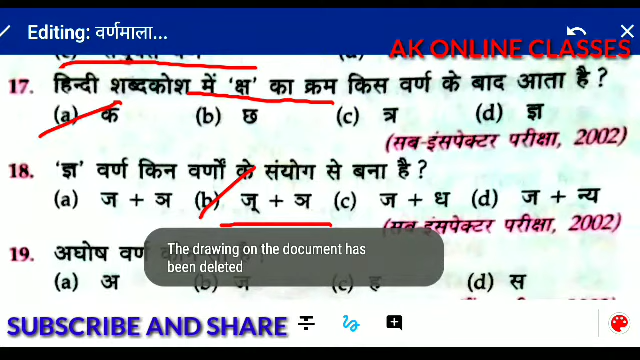 Editing: वर्णमाला...
AK ONLINE CLASSES
17. हिन्दी शब्दकोश में 'क्ष' का क्रम किस वर्ण के बाद आता है ?
(a) क (b) छ (c) त्र (d) ज्ञ
(सब-इंसपेक्टर परीक्षा, 2002)
18. 'ज्ञ' वर्ण किन वर्णों के संयोग से बना है ?
(a) ज + ञ (b) ज् + ञ (c) ज + ध (d) ज + न्य
(सब-इंसपेक्टर परीक्षा, 2002)
The drawing on the document has
been deleted
19. अघोष वर्ण
(a) अ (b) ज (c) ह (d) स
SUBSCRIBE AND SHARE